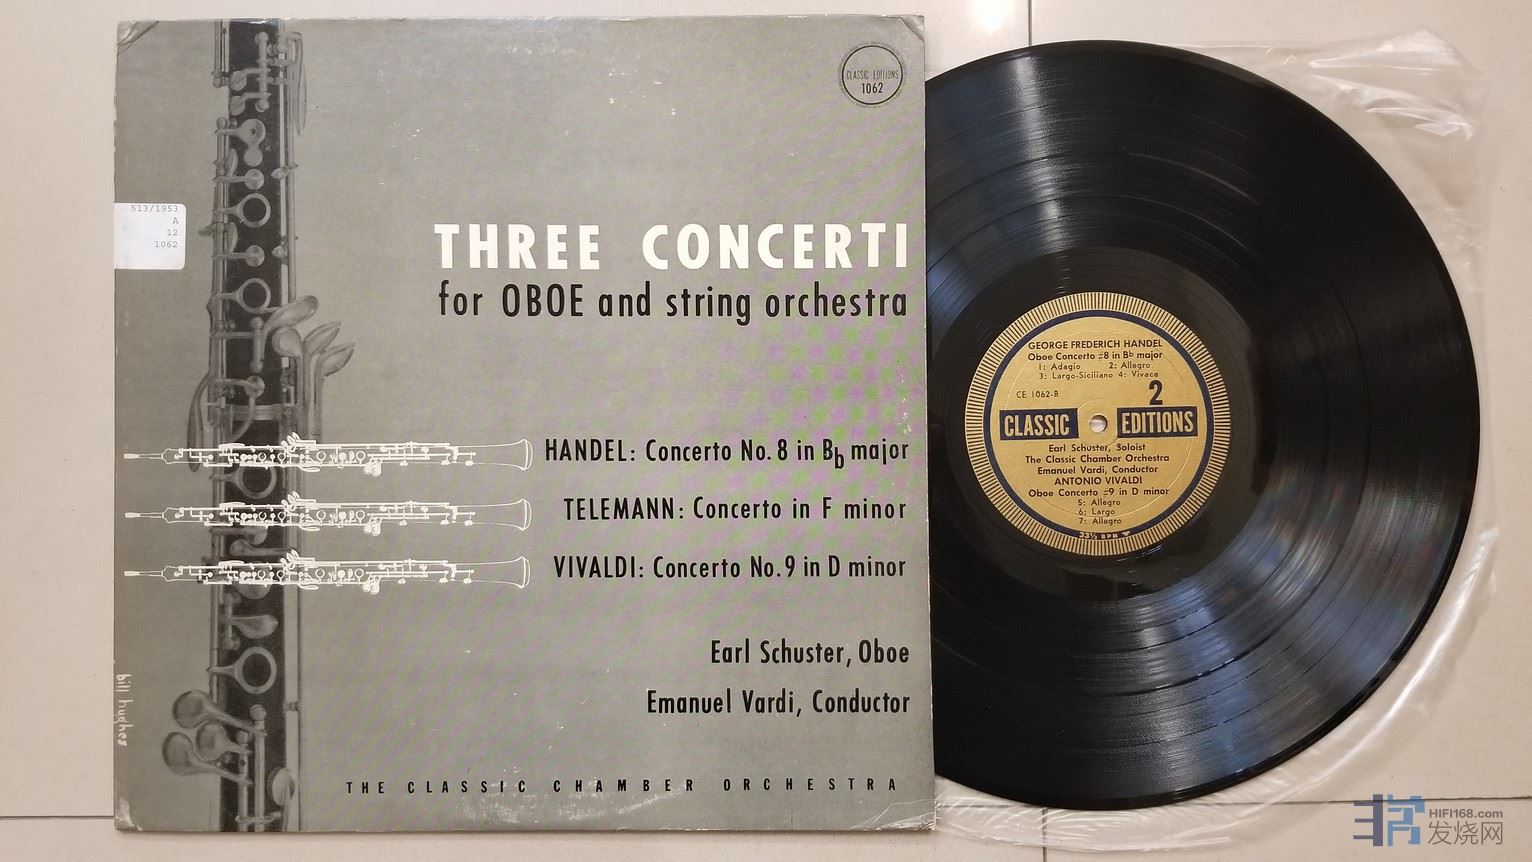 CLASSIC EDITIONS
1062
513/1953
A
12
1062
THREE CONCERTI
for OBOE and string orchestra
HANDEL: Concerto No. 8 in Bb major
TELEMANN: Concerto in F minor
VIVALDI: Concerto No. 9 in D minor
Earl Schuster, Oboe
Emanuel Vardi, Conductor
bill hughes
THE CLASSIC CHAMBER ORCHESTRA
GEORGE FREDERICH HANDEL
Oboe Concerto #8 in Bb major
1: Adagio 2: Allegro
3: Largo-Siciliano 4: Vivace
CE 1062-B
2
CLASSIC EDITIONS
Earl Schuster, Soloist
The Classic Chamber Orchestra
Emanuel Vardi, Conductor
ANTONIO VIVALDI
Oboe Concerto #9 in D minor
5: Allegro
6: Largo
7: Allegro
33⅓ RPM
HIFI168.com
发烧网